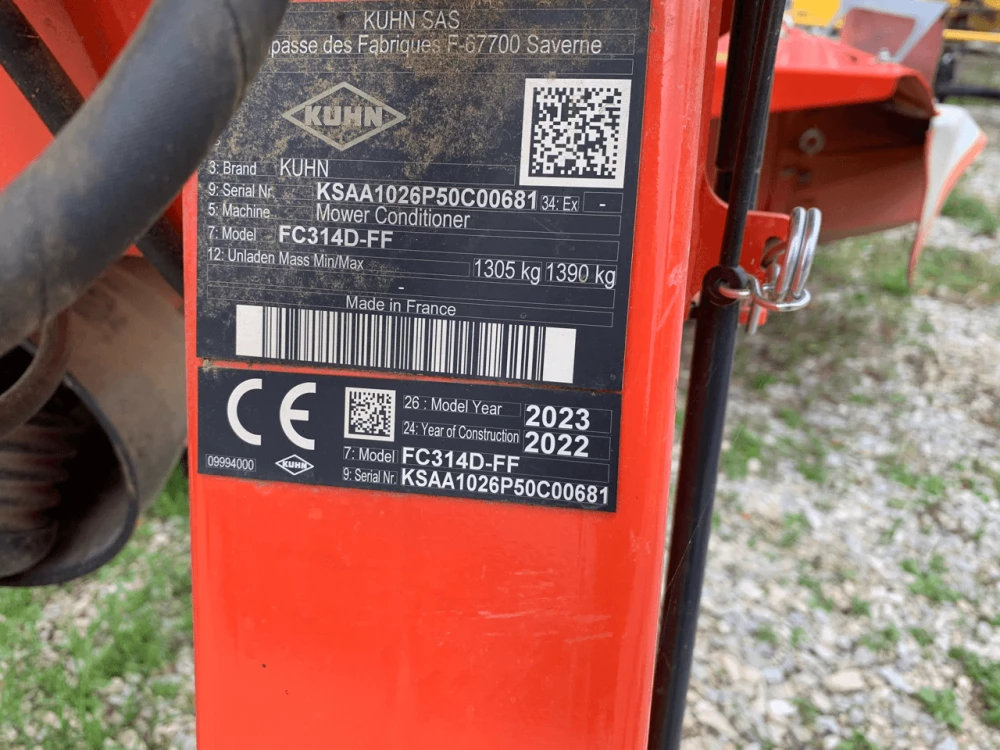 KUHN SAS
passe des Fabriques F-67700 Saverne
KUHN
3: Brand KUHN
9: Serial Nr. KSAA1026P50C00681 34: Ex -
5: Machine Mower Conditioner
7: Model FC314D-FF
12: Unladen Mass Min/Max 1305 kg 1390 kg
-
Made in France
CE
26 : Model Year 2023
24: Year of Construction 2022
7: Model FC314D-FF
09994000 KUHN 9: Serial Nr. KSAA1026P50C00681